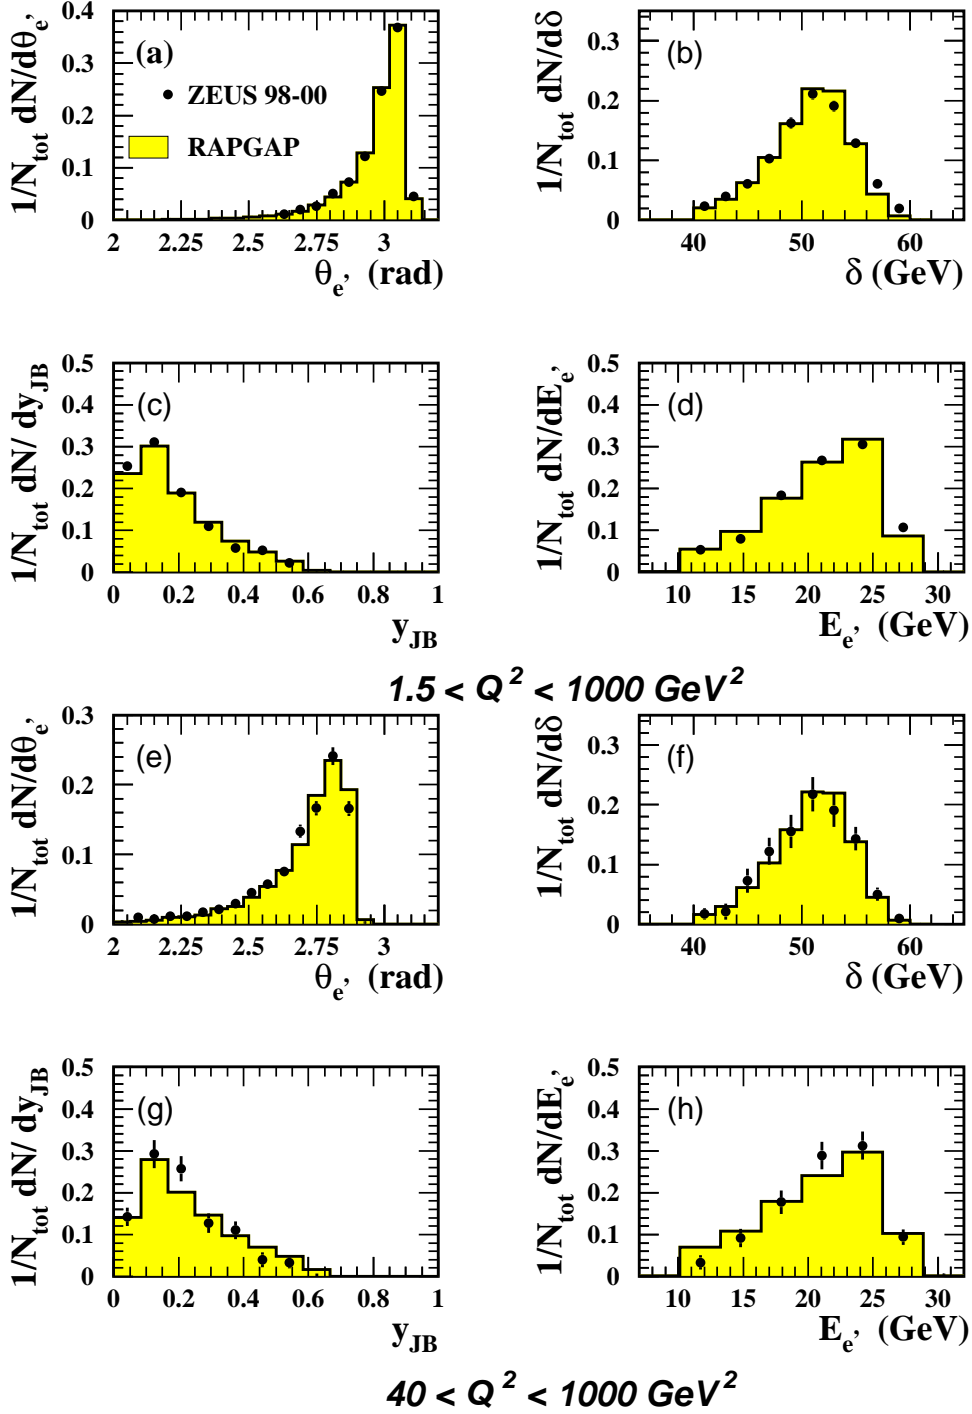 1/N_tot dN/dθ_e’
0.4
0.3
0.2
0.1
0
(a)
ZEUS 98-00
RAPGAP
2 2.25 2.5 2.75 3
θ_e’ (rad)
1/N_tot dN/dδ
0.3
0.2
0.1
0
(b)
40 50 60
δ (GeV)
1/N_tot dN/ dy_JB
0.5
0.4
0.3
0.2
0.1
0
(c)
0 0.2 0.4 0.6 0.8 1
y_JB
1/N_tot dN/dE_e’
0.5
0.4
0.3
0.2
0.1
0
(d)
10 15 20 25 30
E_e’ (GeV)
1.5 < Q² < 1000 GeV²
1/N_tot dN/dθ_e’
0.3
0.2
0.1
0
(e)
2 2.25 2.5 2.75 3
θ_e’ (rad)
1/N_tot dN/dδ
0.3
0.2
0.1
0
(f)
40 50 60
δ (GeV)
1/N_tot dN/ dy_JB
0.5
0.4
0.3
0.2
0.1
0
(g)
0 0.2 0.4 0.6 0.8 1
y_JB
1/N_tot dN/dE_e’
0.5
0.4
0.3
0.2
0.1
0
(h)
10 15 20 25 30
E_e’ (GeV)
40 < Q² < 1000 GeV²